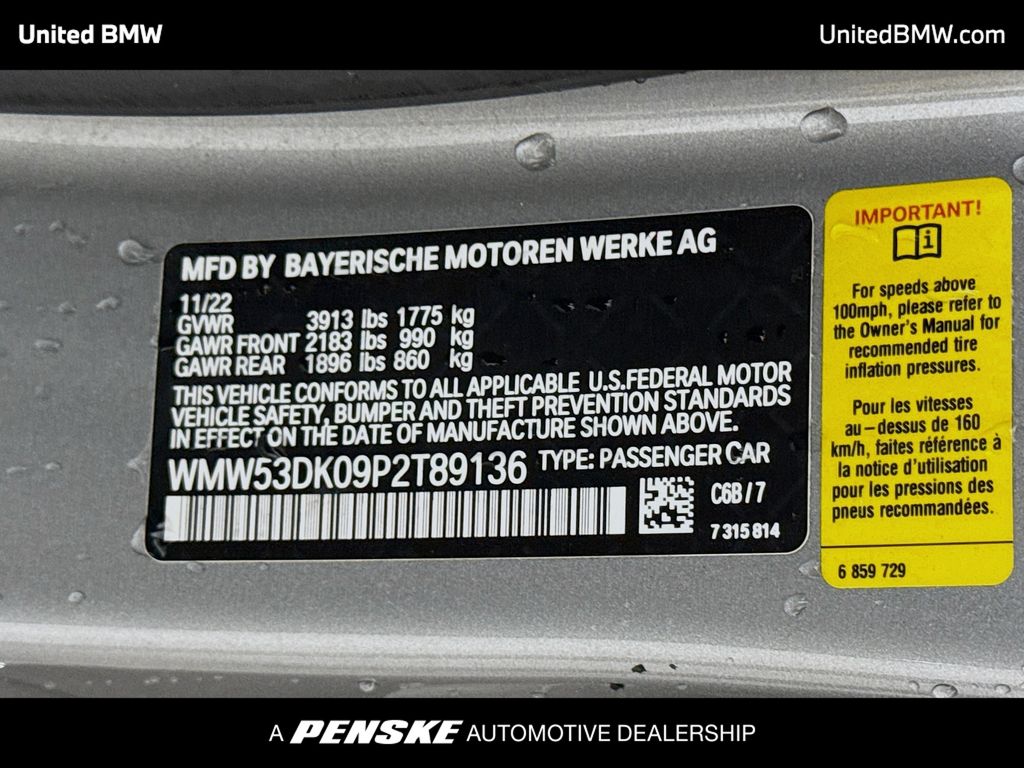 United BMW
UnitedBMW.com
MFD BY BAYERISCHE MOTOREN WERKE AG
11/22
GVWR 3913 lbs 1775 kg
GAWR FRONT 2183 lbs 990 kg
GAWR REAR 1896 lbs 860 kg
THIS VEHICLE CONFORMS TO ALL APPLICABLE U.S.FEDERAL MOTOR
VEHICLE SAFETY, BUMPER AND THEFT PREVENTION STANDARDS
IN EFFECT ON THE DATE OF MANUFACTURE SHOWN ABOVE.
WMW53DK09P2T89136 TYPE: PASSENGER CAR
C6B/7
7 315 814
IMPORTANT!
For speeds above
100mph, please refer to
the Owner's Manual for
recommended tire
inflation pressures.
Pour les vitesses
au-dessus de 160
km/h, faites référence à
la notice d'utilisation
pour les pressions des
pneus recommandées.
6 859 729
A PENSKE AUTOMOTIVE DEALERSHIP